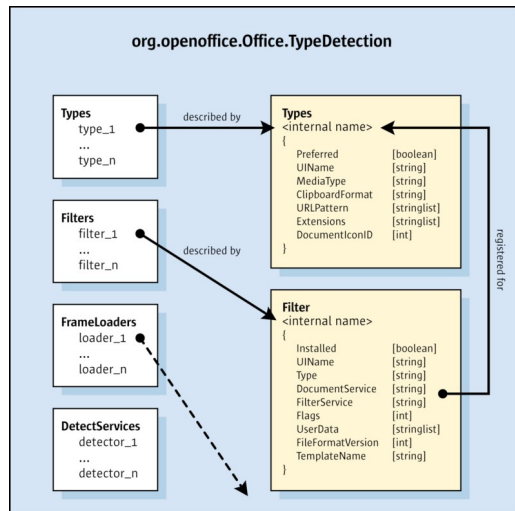 org.openoffice.Office.TypeDetection
Types
type_1
...
type_n
described by
Types
<internal name>
{
Preferred [boolean]
UIName [string]
MediaType [string]
ClipboardFormat [string]
URLPattern [stringlist]
Extensions [stringlist]
DocumentIconID [int]
}
Filters
filter_1
...
filter_n
described by
registered for
Filter
<internal name>
{
Installed [boolean]
UIName [string]
Type [string]
DocumentService [string]
FilterService [string]
Flags [int]
UserData [stringlist]
FileFormatVersion [int]
TemplateName [string]
}
FrameLoaders
loader_1
...
loader_n
DetectServices
detector_1
...
detector_n